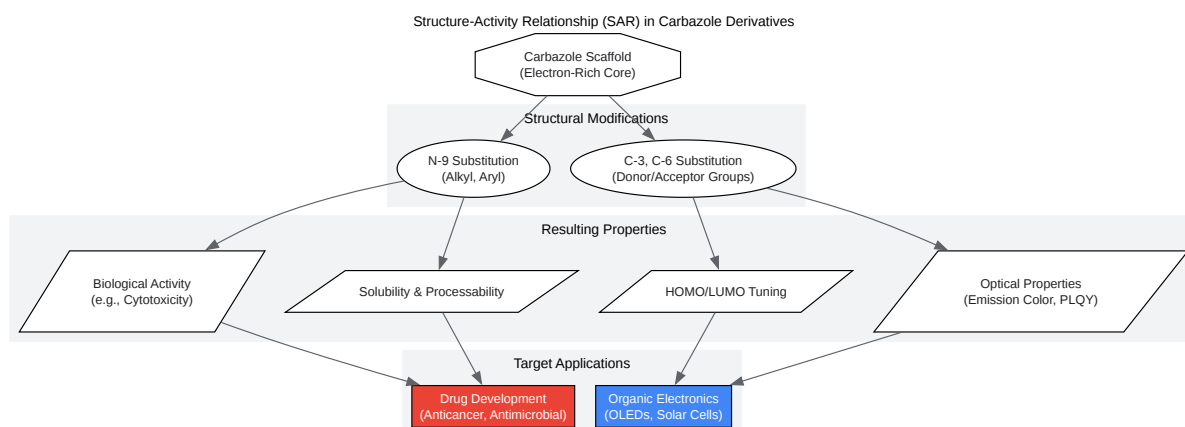 Structure-Activity Relationship (SAR) in Carbazole Derivatives
Carbazole Scaffold
(Electron-Rich Core)
Structural Modifications
N-9 Substitution
(Alkyl, Aryl)
C-3, C-6 Substitution
(Donor/Acceptor Groups)
Resulting Properties
Biological Activity
(e.g., Cytotoxicity)
Solubility & Processability
HOMO/LUMO Tuning
Optical Properties
(Emission Color, PLQY)
Target Applications
Drug Development
(Anticancer, Antimicrobial)
Organic Electronics
(OLEDs, Solar Cells)